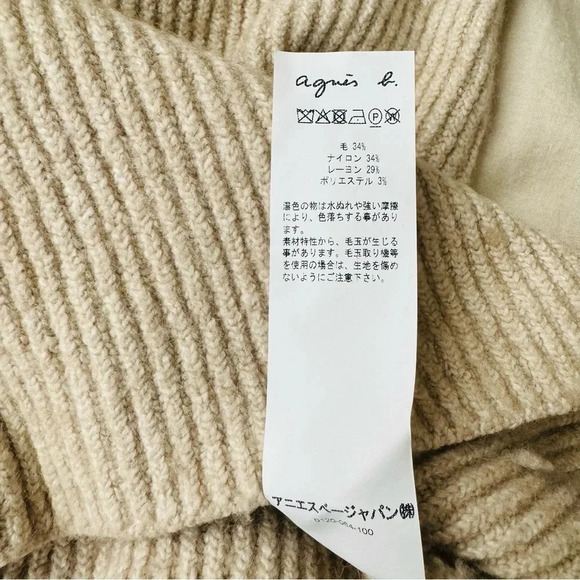 agnès b.
毛 34%
ナイロン 34%
レーヨン 29%
ポリエステル 3%
濃色の物は水ぬれや強い摩擦
により、色落ちする事があり
ます。
素材特性から、毛玉が生じる
事があります。毛玉取り機等
を使用の場合は、生地を傷め
ないようにご注意下さい。
アニエスベージャパン㈱
0120-084-100